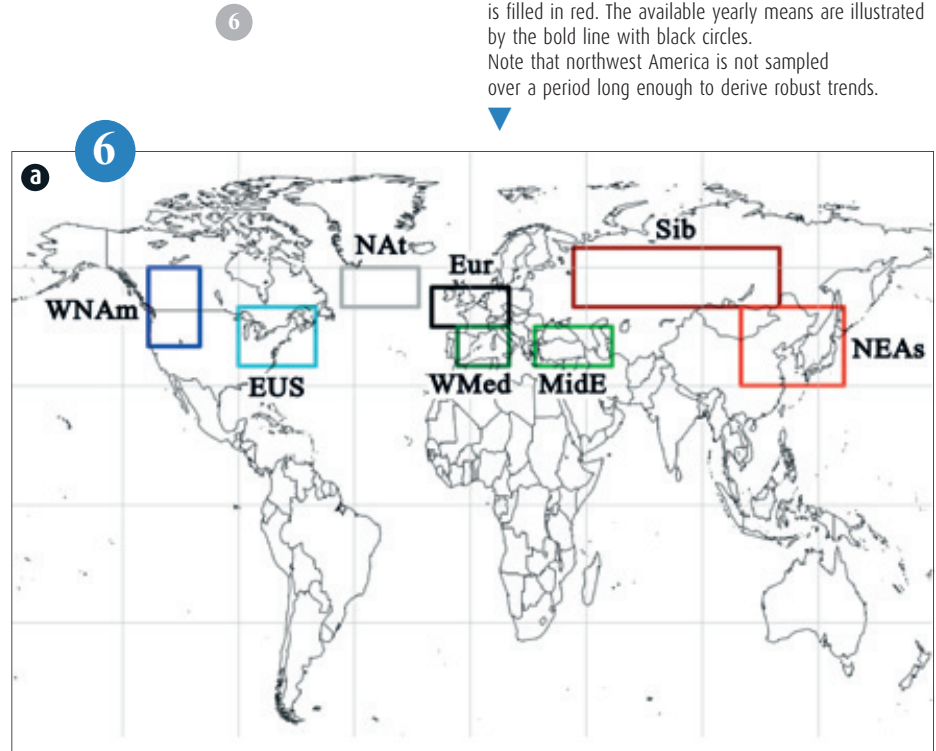 6
is filled in red. The available yearly means are illustrated
by the bold line with black circles.
Note that northwest America is not sampled
over a period long enough to derive robust trends.
6
a
Sib
NAt
Eur
WNAm
NEAs
EUS
WMed
MidE